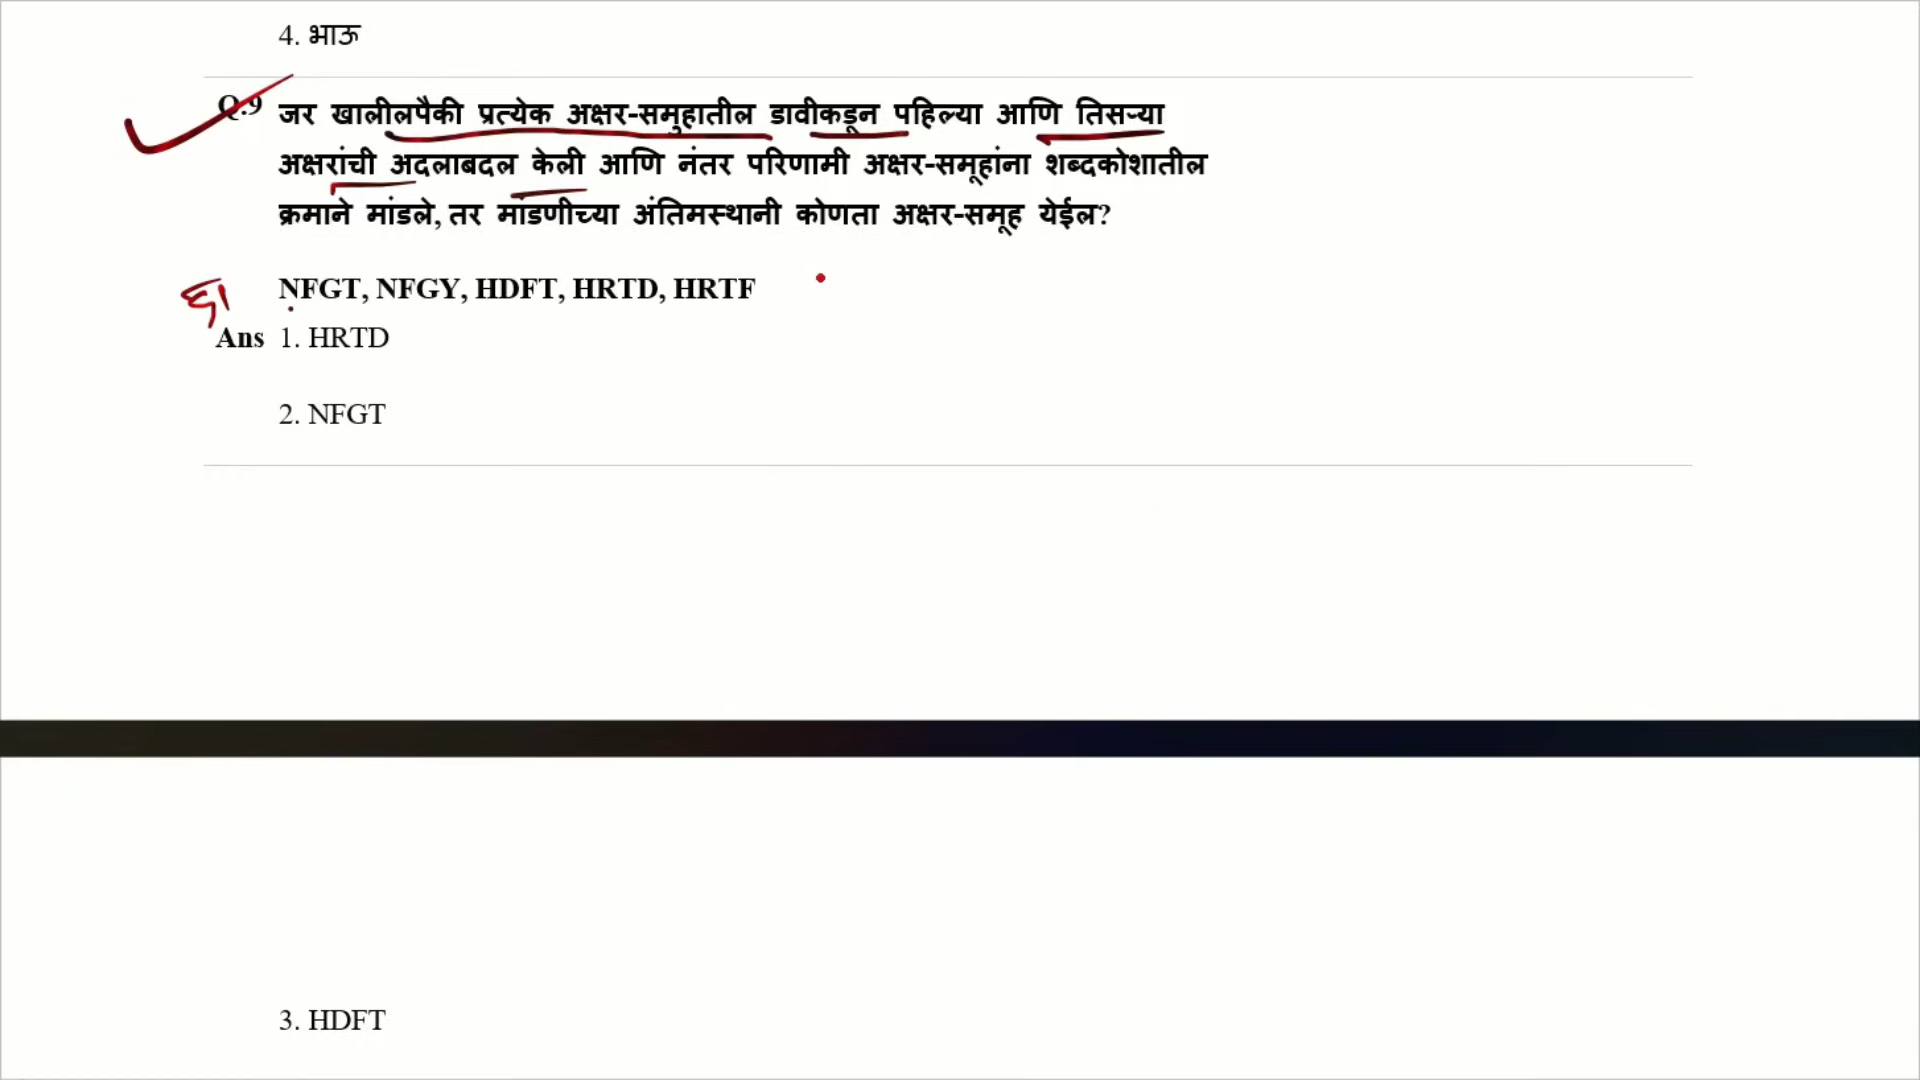 4. भाऊ
Q.9 जर खालीलपैकी प्रत्येक अक्षर-समुहातील डावीकडून पहिल्या आणि तिसऱ्या
अक्षरांची अदलाबदल केली आणि नंतर परिणामी अक्षर-समूहांना शब्दकोशातील
क्रमाने मांडले, तर मांडणीच्या अंतिमस्थानी कोणता अक्षर-समूह येईल?
NFGT, NFGY, HDFT, HRTD, HRTF
Ans 1. HRTD
2. NFGT
3. HDFT